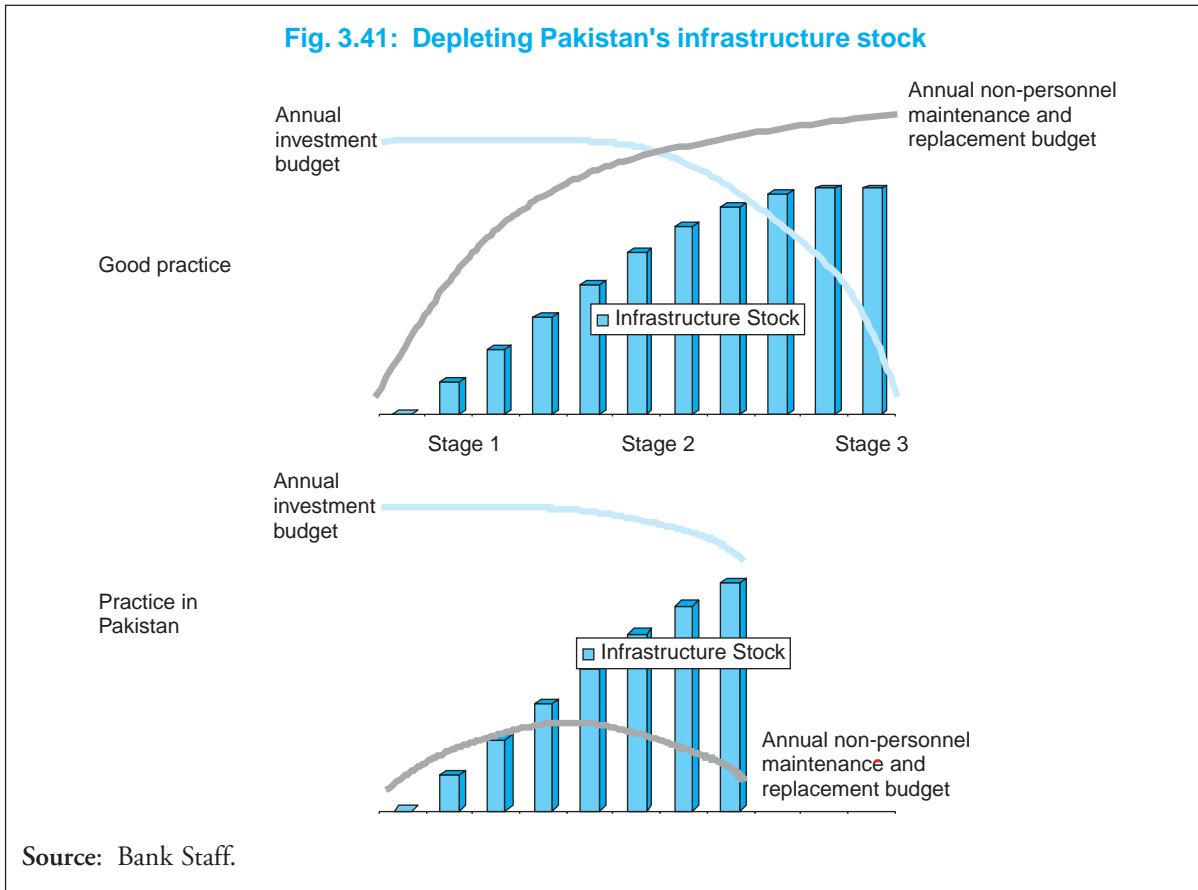 Fig. 3.41: Depleting Pakistan's infrastructure stock
Annual
investment
budget
Annual non-personnel
maintenance and
replacement budget
Good practice
Infrastructure Stock
Stage 1
Stage 2
Stage 3
Annual
investment
budget
Practice in
Pakistan
Infrastructure Stock
Annual non-personnel
maintenance and
replacement budget
Source: Bank Staff.